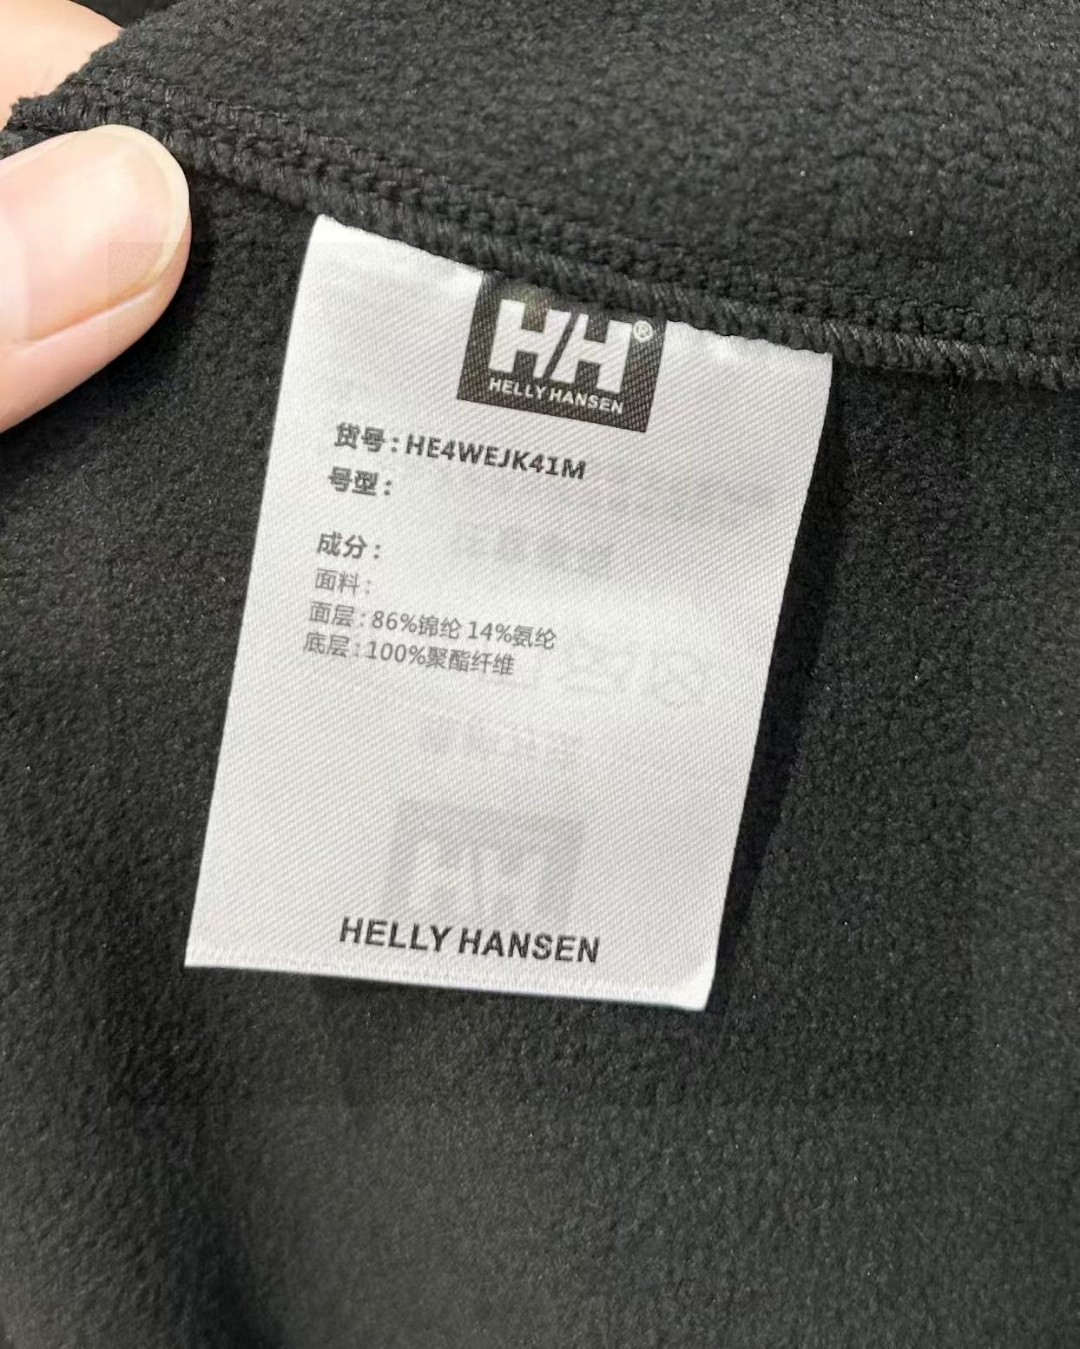 H/H®
HELLY HANSEN
货号:HE4WEJK41M
号型:
成分:
面料:
面层:86%锦纶 14%氨纶
底层:100%聚酯纤维
HELLY HANSEN